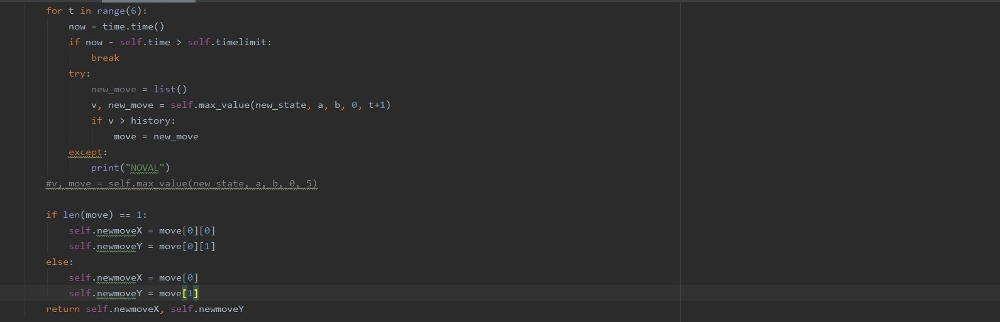 for t in range(6):
now = time.time()
if now - self.time > self.timelimit:
break
try:
new_move = list()
v, new_move = self.max_value(new_state, a, b, 0, t+1)
if v > history:
move = new_move
except:
print("NOVAL")
#v, move = self.max_value(new_state, a, b, 0, 5)
if len(move) == 1:
self.newmoveX = move[0][0]
self.newmoveY = move[0][1]
else:
self.newmoveX = move[0]
self.newmoveY = move[1]
return self.newmoveX, self.newmoveY